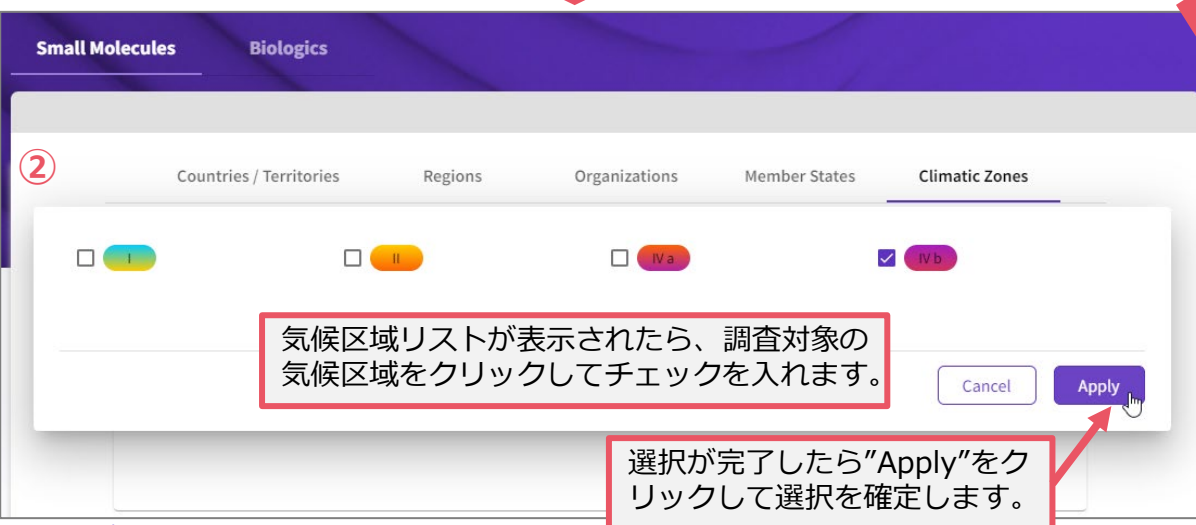 Small Molecules Biologics
②
Countries / Territories Regions Organizations Member States Climatic Zones
I II IV a IV b
気候区域リストが表示されたら、調査対象の
気候区域をクリックしてチェックを入れます。
Cancel Apply
選択が完了したら”Apply”をク
リックして選択を確定します。